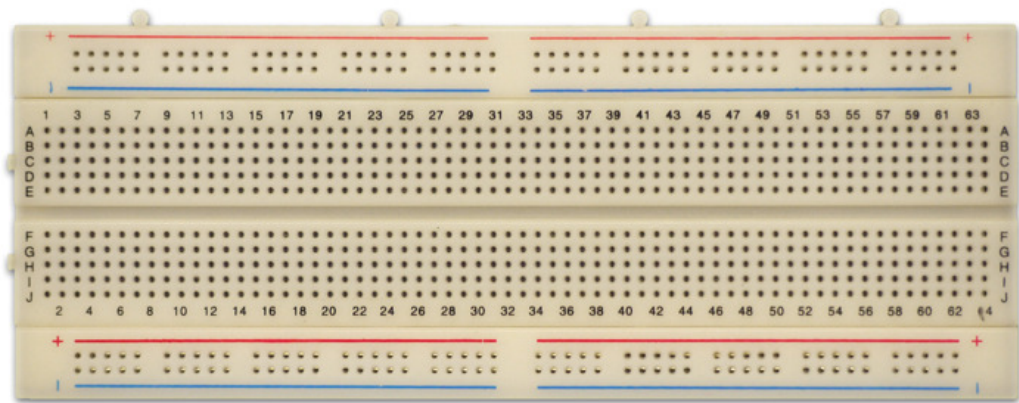 + +
− −
1 3 5 7 9 11 13 15 17 19 21 23 25 27 29 31 33 35 37 39 41 43 45 47 49 51 53 55 57 59 61 63
A A
B B
C C
D D
E E
F F
G G
H H
I I
J J
2 4 6 8 10 12 14 16 18 20 22 24 26 28 30 32 34 36 38 40 42 44 46 48 50 52 54 56 58 60 62 64
+ +
− −